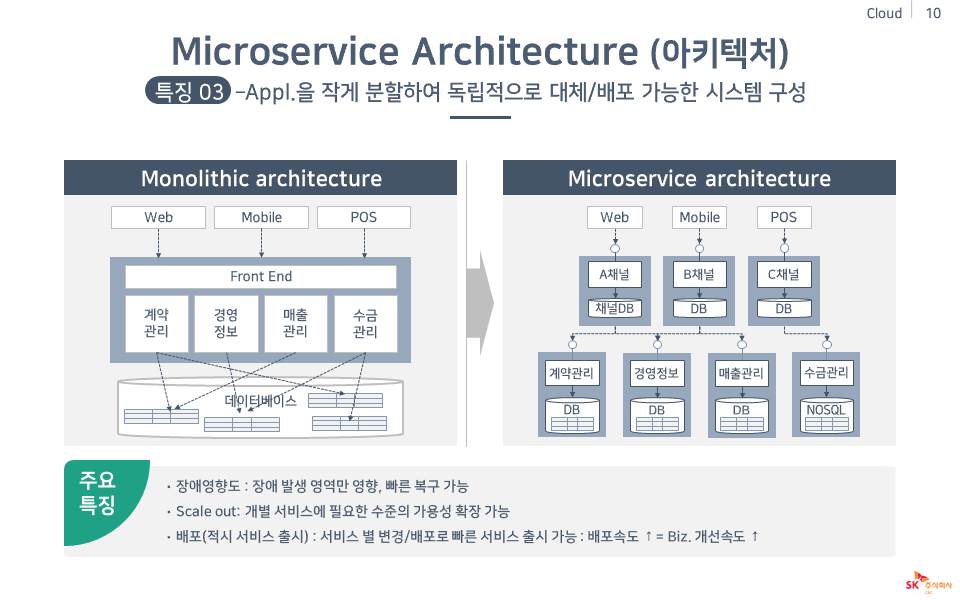 Cloud 10
Microservice Architecture (아키텍처)
특징 03 –Appl.을 작게 분할하여 독립적으로 대체/배포 가능한 시스템 구성
Monolithic architecture
Web Mobile POS
Front End
계약 관리
경영 정보
매출 관리
수금 관리
데이터베이스
Microservice architecture
Web Mobile POS
A채널 B채널 C채널
채널DB DB DB
계약관리 경영정보 매출관리 수금관리
DB DB DB NOSQL
주요
특징
· 장애영향도 : 장애 발생 영역만 영향, 빠른 복구 가능
· Scale out: 개별 서비스에 필요한 수준의 가용성 확장 가능
· 배포(적시 서비스 출시) : 서비스 별 변경/배포로 빠른 서비스 출시 가능 : 배포속도 ↑ = Biz. 개선속도 ↑
SK 주식회사
C&C